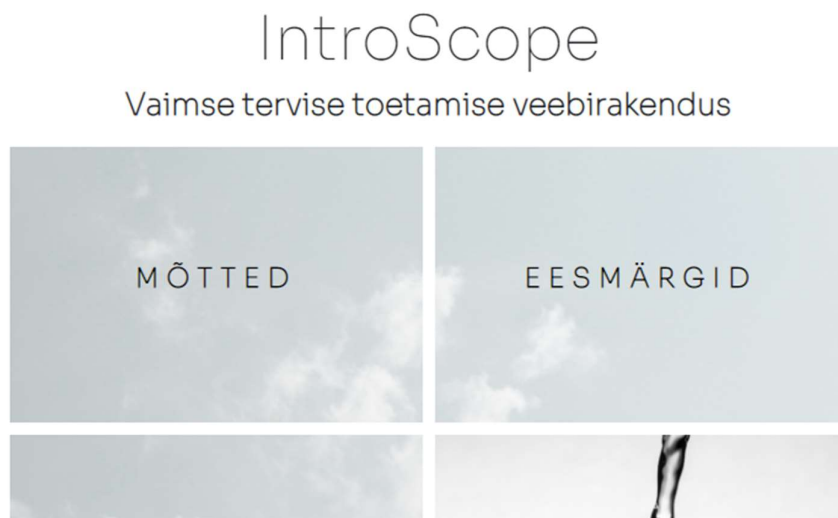 IntroScope
Vaimse tervise toetamise veebirakendus
MÕTTED
EESMÄRGID